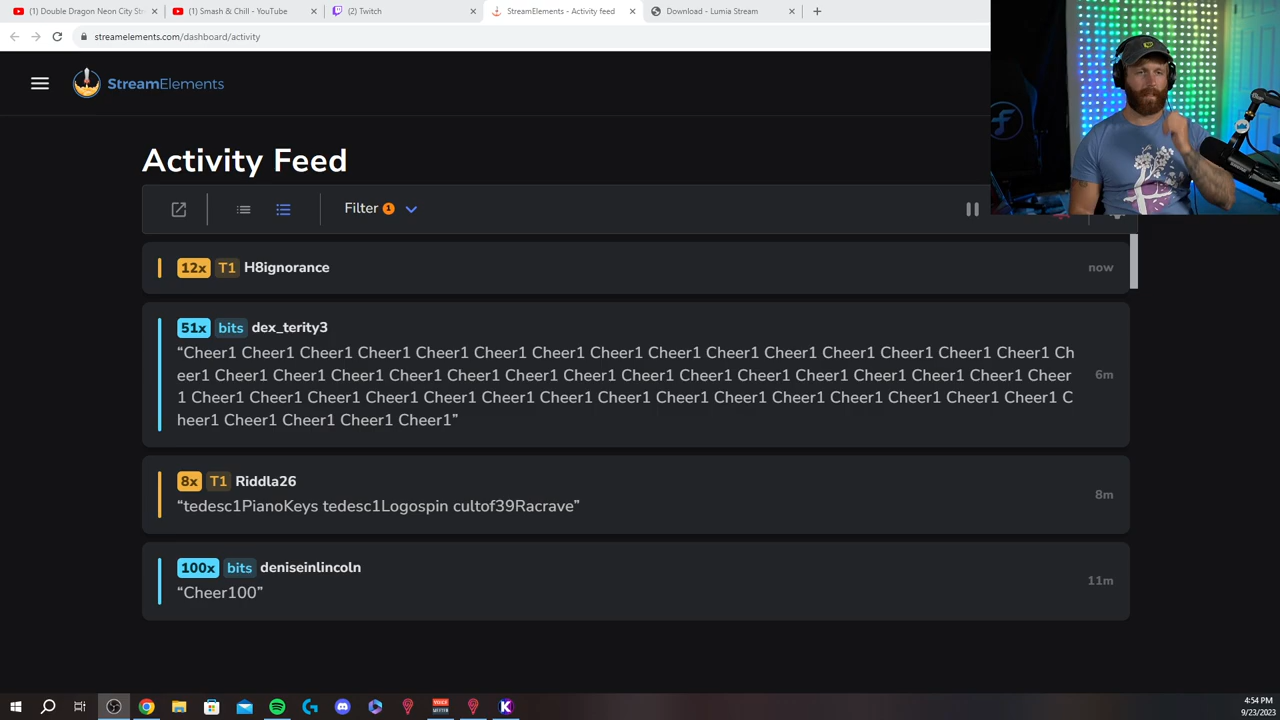 (1) Double Dragon Neon City Str
(1) Smash & Chill - YouTube
(2) Twitch
StreamElements - Activity feed
Download - Lumia Stream
streamelements.com/dashboard/activity
StreamElements
Activity Feed
Filter 1
12x T1 H8ignorance
now
51x bits dex_terity3
“Cheer1 Cheer1 Cheer1 Cheer1 Cheer1 Cheer1 Cheer1 Cheer1 Cheer1 Cheer1 Cheer1 Cheer1 Cheer1 Cheer1 Cheer1 Ch
eer1 Cheer1 Cheer1 Cheer1 Cheer1 Cheer1 Cheer1 Cheer1 Cheer1 Cheer1 Cheer1 Cheer1 Cheer1 Cheer1 Cheer1 Cheer
1 Cheer1 Cheer1 Cheer1 Cheer1 Cheer1 Cheer1 Cheer1 Cheer1 Cheer1 Cheer1 Cheer1 Cheer1 Cheer1 Cheer1 Cheer1 C
heer1 Cheer1 Cheer1 Cheer1 Cheer1”
6m
8x T1 Riddla26
“tedesc1PianoKeys tedesc1Logospin cultof39Racrave”
8m
100x bits deniseinlincoln
“Cheer100”
11m
4:54 PM
9/23/2023